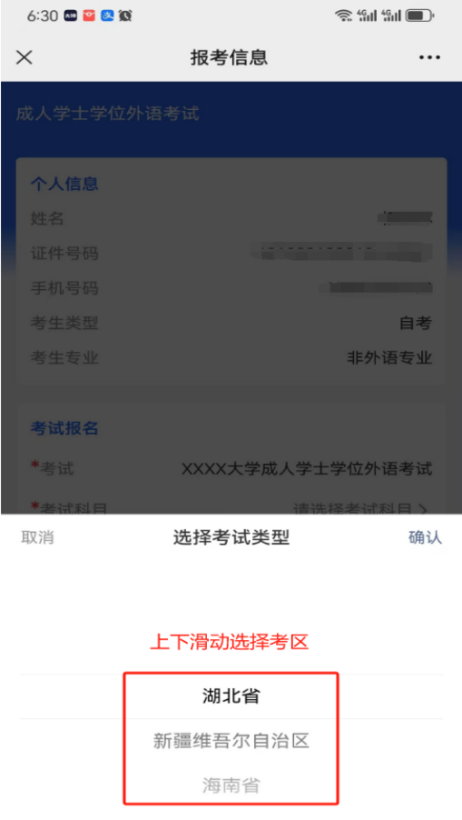 6:30
报考信息
成人学士学位外语考试
个人信息
姓名
证件号码
手机号码
考生类型 自考
考生专业 非外语专业
考试报名
*考试 XXXX大学成人学士学位外语考试
*考试科目 请选择考试科目
取消 选择考试类型 确认
上下滑动选择考区
湖北省
新疆维吾尔自治区
海南省